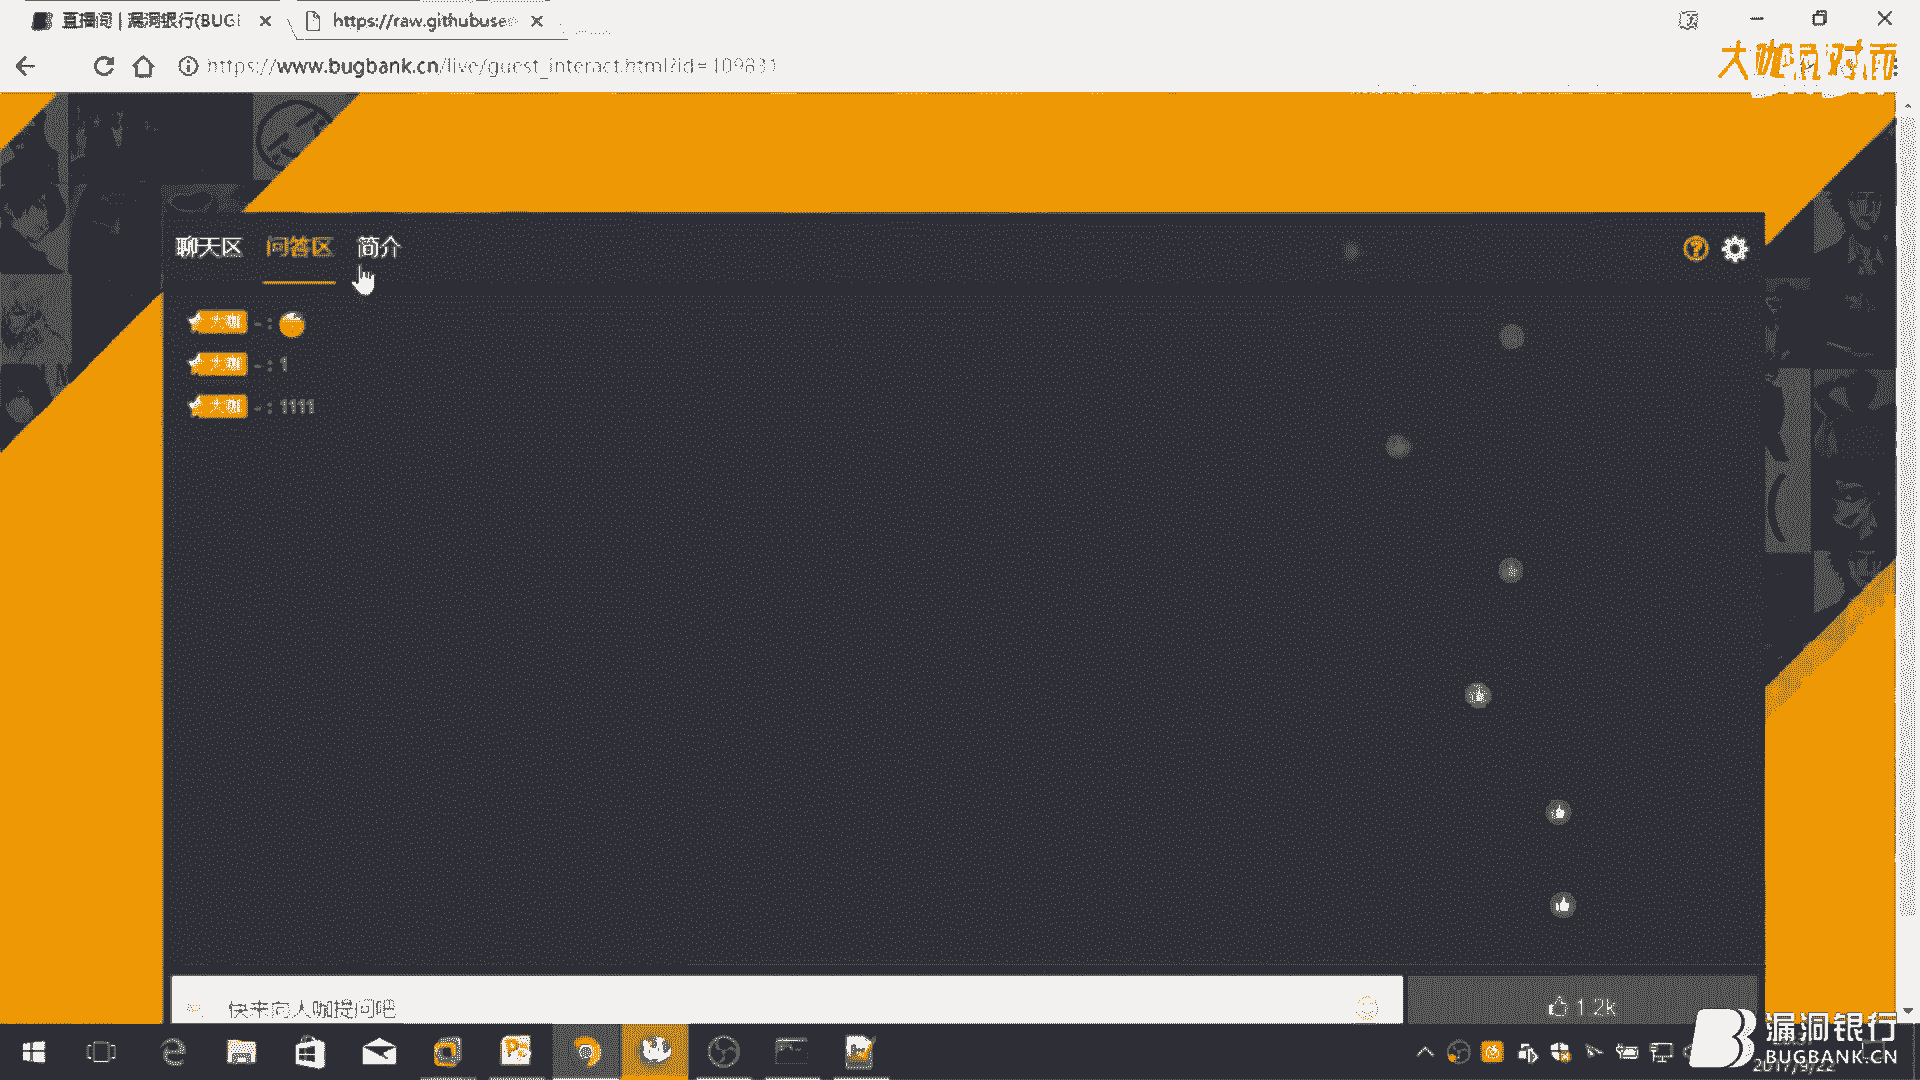 直播间 | 漏洞银行(BUG
https://raw.githubuse
https://www.bugbank.cn/live/guest_interact.html?id=109831
大咖面对面
聊天区 问答区 简介
大咖 - :
大咖 - : 1
大咖 - : 1111
快来向大咖提问吧
1.2k
漏洞银行
BUGBANK.CN
2017/9/22